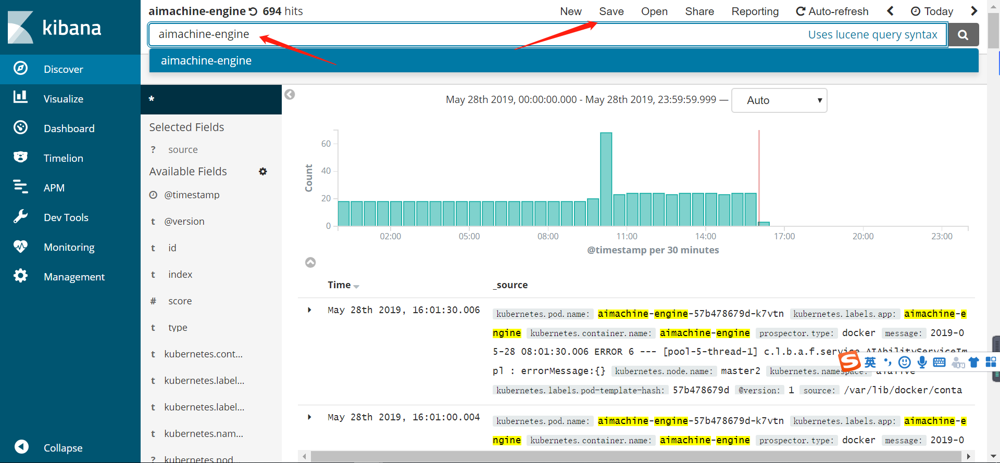 kibana
Discover
Visualize
Dashboard
Timelion
APM
Dev Tools
Monitoring
Management
Collapse
aimachine-engine 694 hits
New Save Open Share Reporting Auto-refresh Today
aimachine-engine Uses lucene query syntax
aimachine-engine
*
Selected Fields
? source
Available Fields
@timestamp
t @version
t id
t index
# score
t type
t kubernetes.cont...
t kubernetes.label...
t kubernetes.label...
t kubernetes.nam...
? kubernetes.nod...
May 28th 2019, 00:00:00.000 - May 28th 2019, 23:59:59.999 — Auto
Count
60
40
20
0
02:00 05:00 08:00 11:00 14:00 17:00 20:00 23:00
@timestamp per 30 minutes
Time _source
May 28th 2019, 16:01:30.006 kubernetes.pod.name: aimachine-engine-57b478679d-k7vtn kubernetes.labels.app: aimachine-e
ngine kubernetes.container.name: aimachine-engine prospector.type: docker message: 2019-0
5-28 08:01:30.006 ERROR 6 --- [pool-5-thread-1] c.l.b.a.f.service.AIAbilityServiceIm
pl : errorMessage:{} kubernetes.node.name: master2 kubernetes.namespace:
kubernetes.labels.pod-template-hash: 57b478679d @version: 1 source: /var/lib/docker/conta
May 28th 2019, 16:01:00.004 kubernetes.pod.name: aimachine-engine-57b478679d-k7vtn kubernetes.labels.app: aimachine-e
ngine kubernetes.container.name: aimachine-engine prospector.type: docker message: 2019-0
S 英